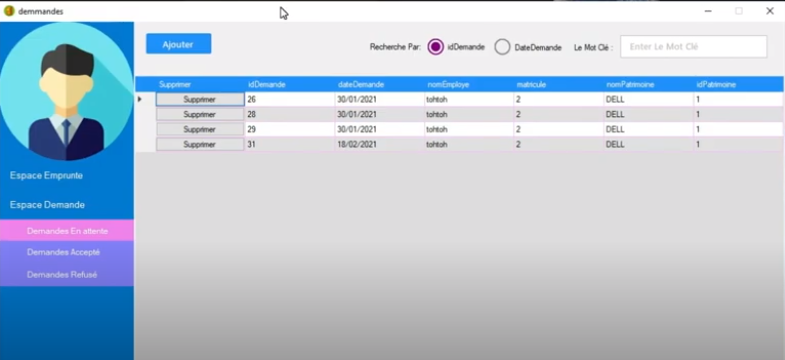 demmandes
Ajouter
Recherche Par: idDemande DateDemande Le Mot Clé : Enter Le Mot Clé
Supprimer idDemande dateDemande nomEmploye matricule nomPatrimoine idPatrimoine
Supprimer 26 30/01/2021 tohtoh 2 DELL 1
Supprimer 28 30/01/2021 tohtoh 2 DELL 1
Supprimer 29 30/01/2021 tohtoh 2 DELL 1
Supprimer 31 18/02/2021 tohtoh 2 DELL 1
Espace Emprunte
Espace Demande
Demandes En attente
Demandes Accepté
Demandes Refusé